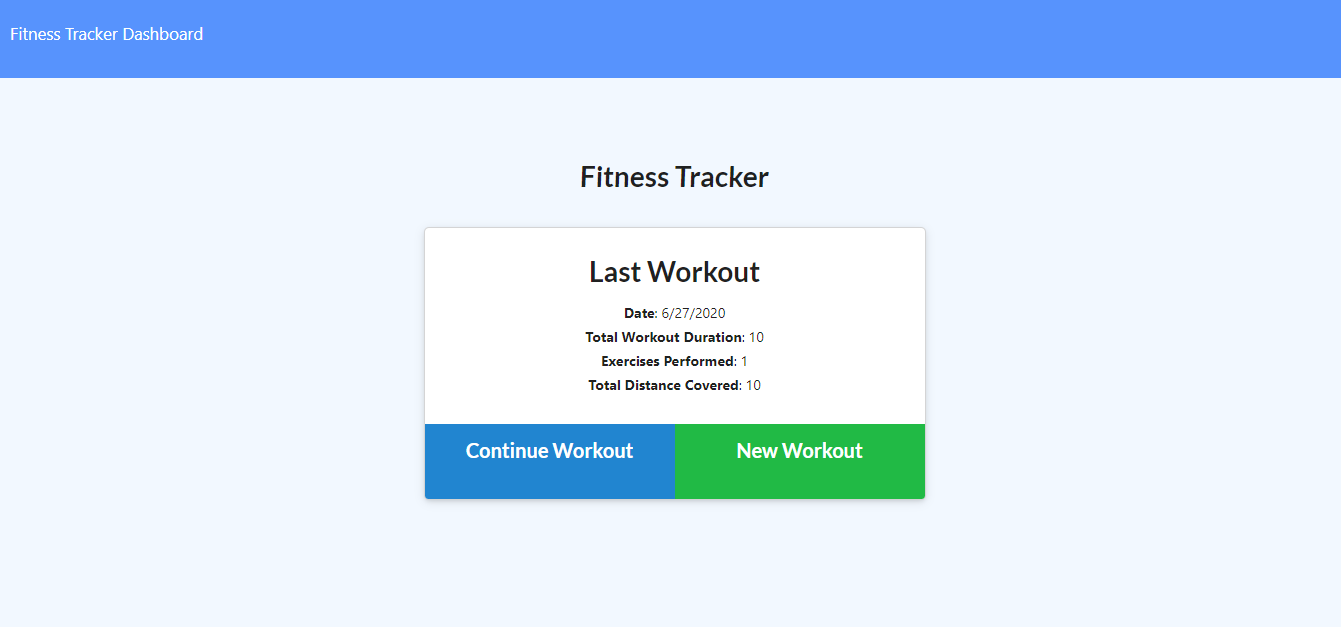 Fitness Tracker Dashboard
Fitness Tracker
Last Workout
Date: 6/27/2020
Total Workout Duration: 10
Exercises Performed: 1
Total Distance Covered: 10
Continue Workout
New Workout